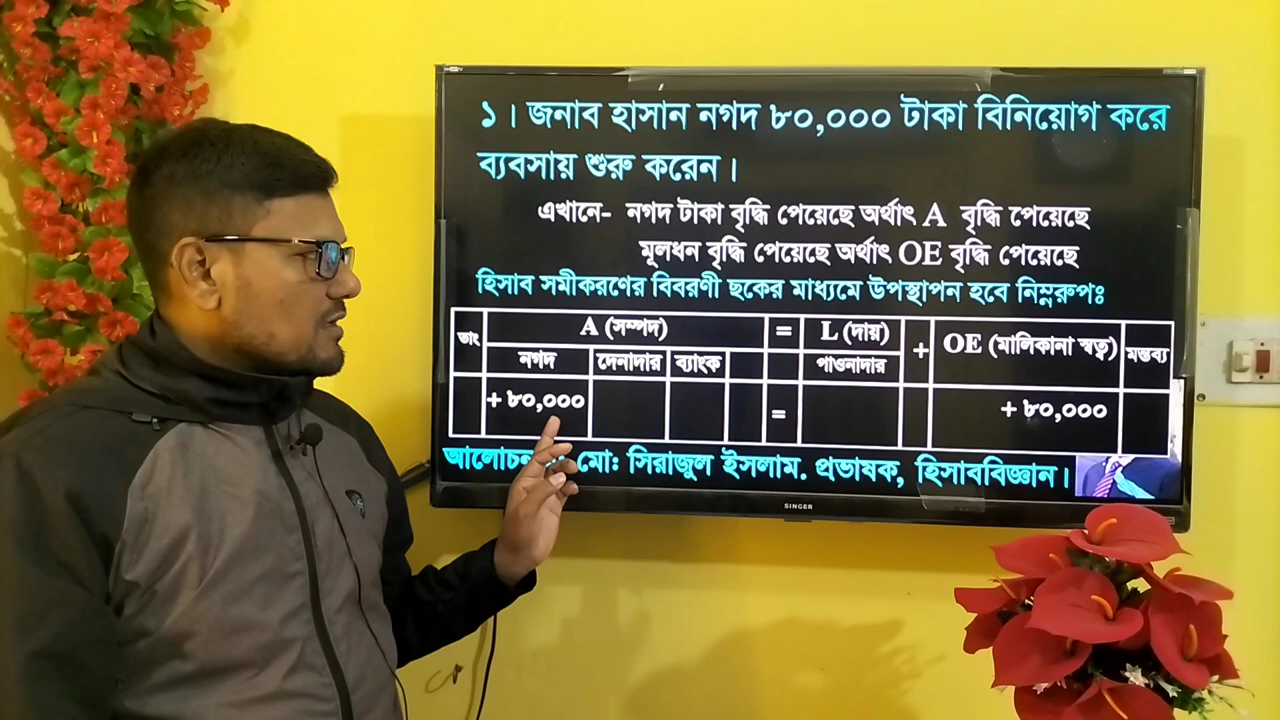 ১। জনাব হাসান নগদ ৮০,০০০ টাকা বিনিয়োগ করে
ব্যবসায় শুরু করেন।
এখানে- নগদ টাকা বৃদ্ধি পেয়েছে অর্থাৎ A বৃদ্ধি পেয়েছে
মূলধন বৃদ্ধি পেয়েছে অর্থাৎ OE বৃদ্ধি পেয়েছে
হিসাব সমীকরণের বিবরণী ছকের মাধ্যমে উপস্থাপন হবে নিম্নরুপঃ
তাং A (সম্পদ) = L (দায়) + OE (মালিকানা স্বত্ব) মন্তব্য
নগদ দেনাদার ব্যাংক পাওনাদার
+ ৮০,০০০ = + ৮০,০০০
মোঃ সিরাজুল ইসলাম. প্রভাষক, হিসাববিজ্ঞান।
SINGER